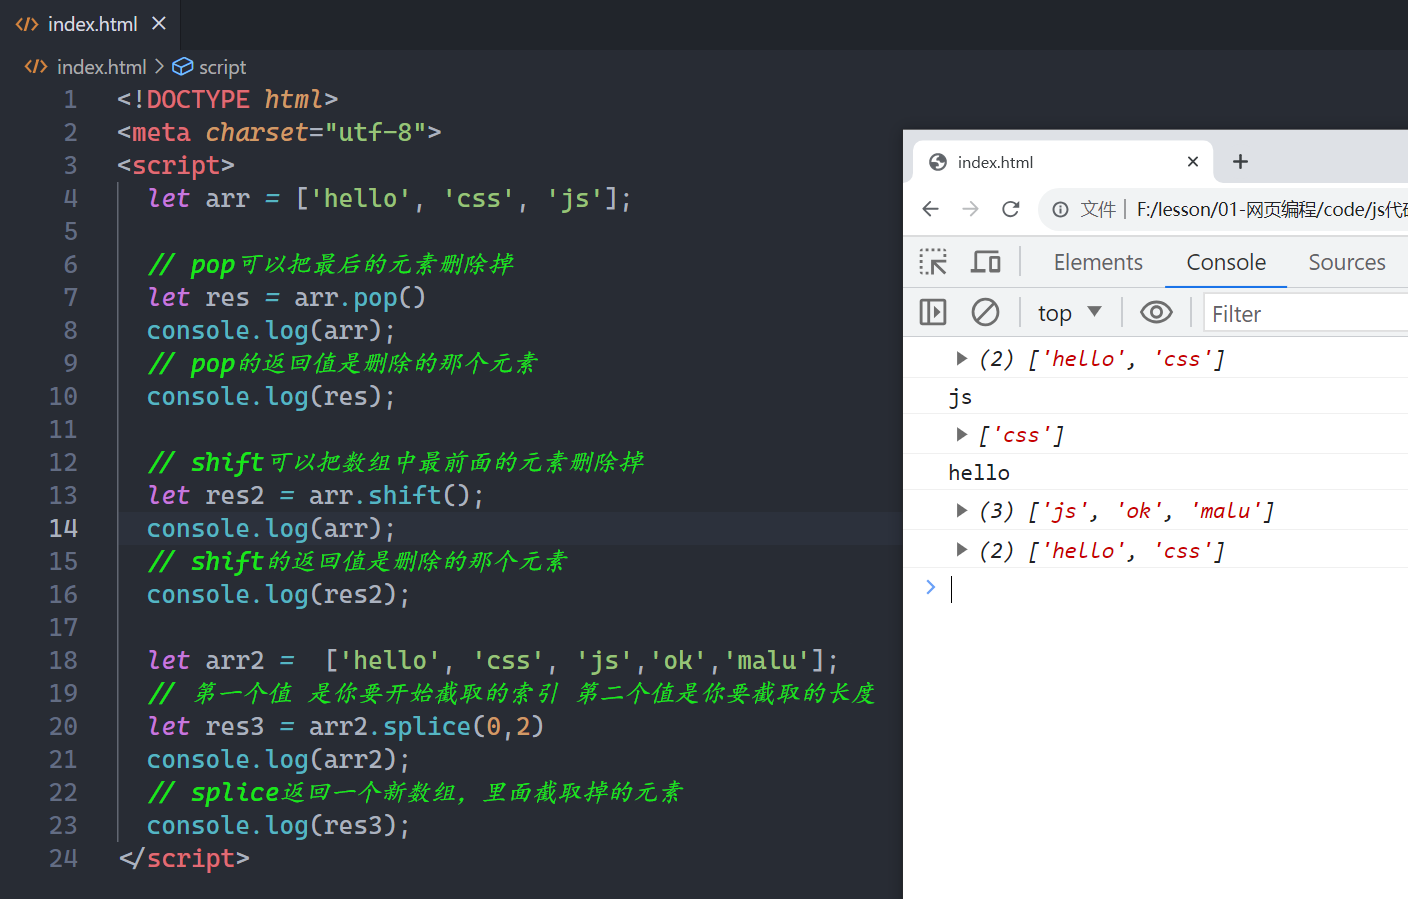 index.html
index.html > script
1 <!DOCTYPE html>
2 <meta charset="utf-8">
3 <script>
4 let arr = ['hello', 'css', 'js'];
5
6 // pop可以把最后的元素删除掉
7 let res = arr.pop()
8 console.log(arr);
9 // pop的返回值是删除的那个元素
10 console.log(res);
11
12 // shift可以把数组中最前面的元素删除掉
13 let res2 = arr.shift();
14 console.log(arr);
15 // shift的返回值是删除的那个元素
16 console.log(res2);
17
18 let arr2 =  ['hello', 'css', 'js','ok','malu'];
19 // 第一个值 是你要开始截取的索引 第二个值是你要截取的长度
20 let res3 = arr2.splice(0,2)
21 console.log(arr2);
22 // splice返回一个新数组，里面截取掉的元素
23 console.log(res3);
24 </script>
index.html
文件 | F:/lesson/01-网页编程/code/js代码
Elements Console Sources
top Filter
(2) ['hello', 'css']
js
['css']
hello
(3) ['js', 'ok', 'malu']
(2) ['hello', 'css']